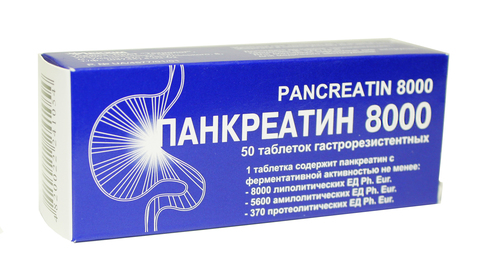 PANCREATIN 8000
ПАНКРЕАТИН 8000
50 таблеток гастрорезистентных
1 таблетка содержит панкреатин с
ферментативной активностью не менее:
- 8000 липолитических ЕД Ph. Eur.
- 5600 амилолитических ЕД Ph. Eur.
- 370 протеолитических ЕД Ph. Eur.